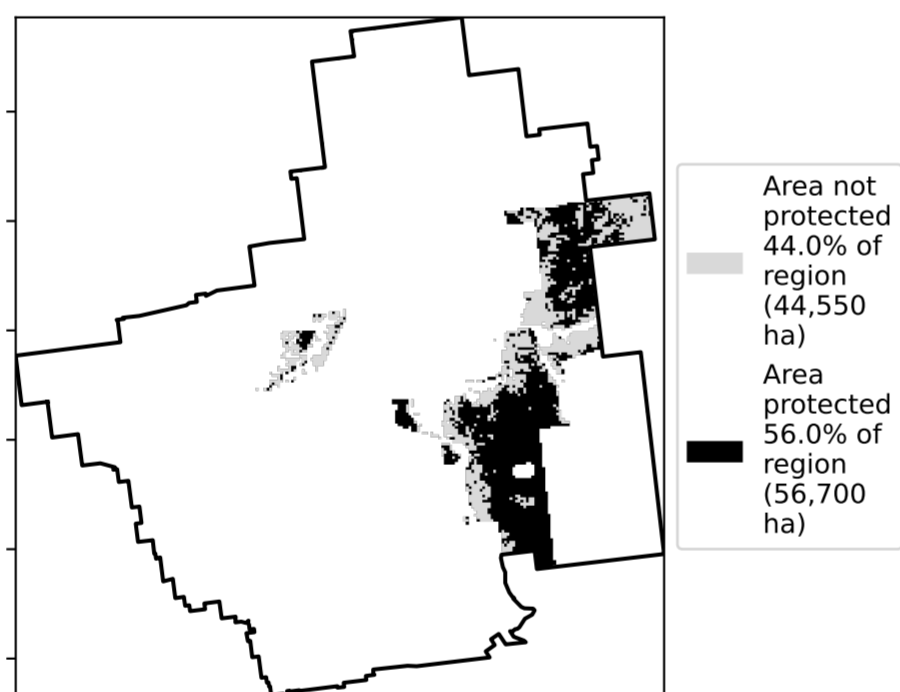 Area not
protected
44.0% of
region
(44,550
ha)
Area
protected
56.0% of
region
(56,700
ha)